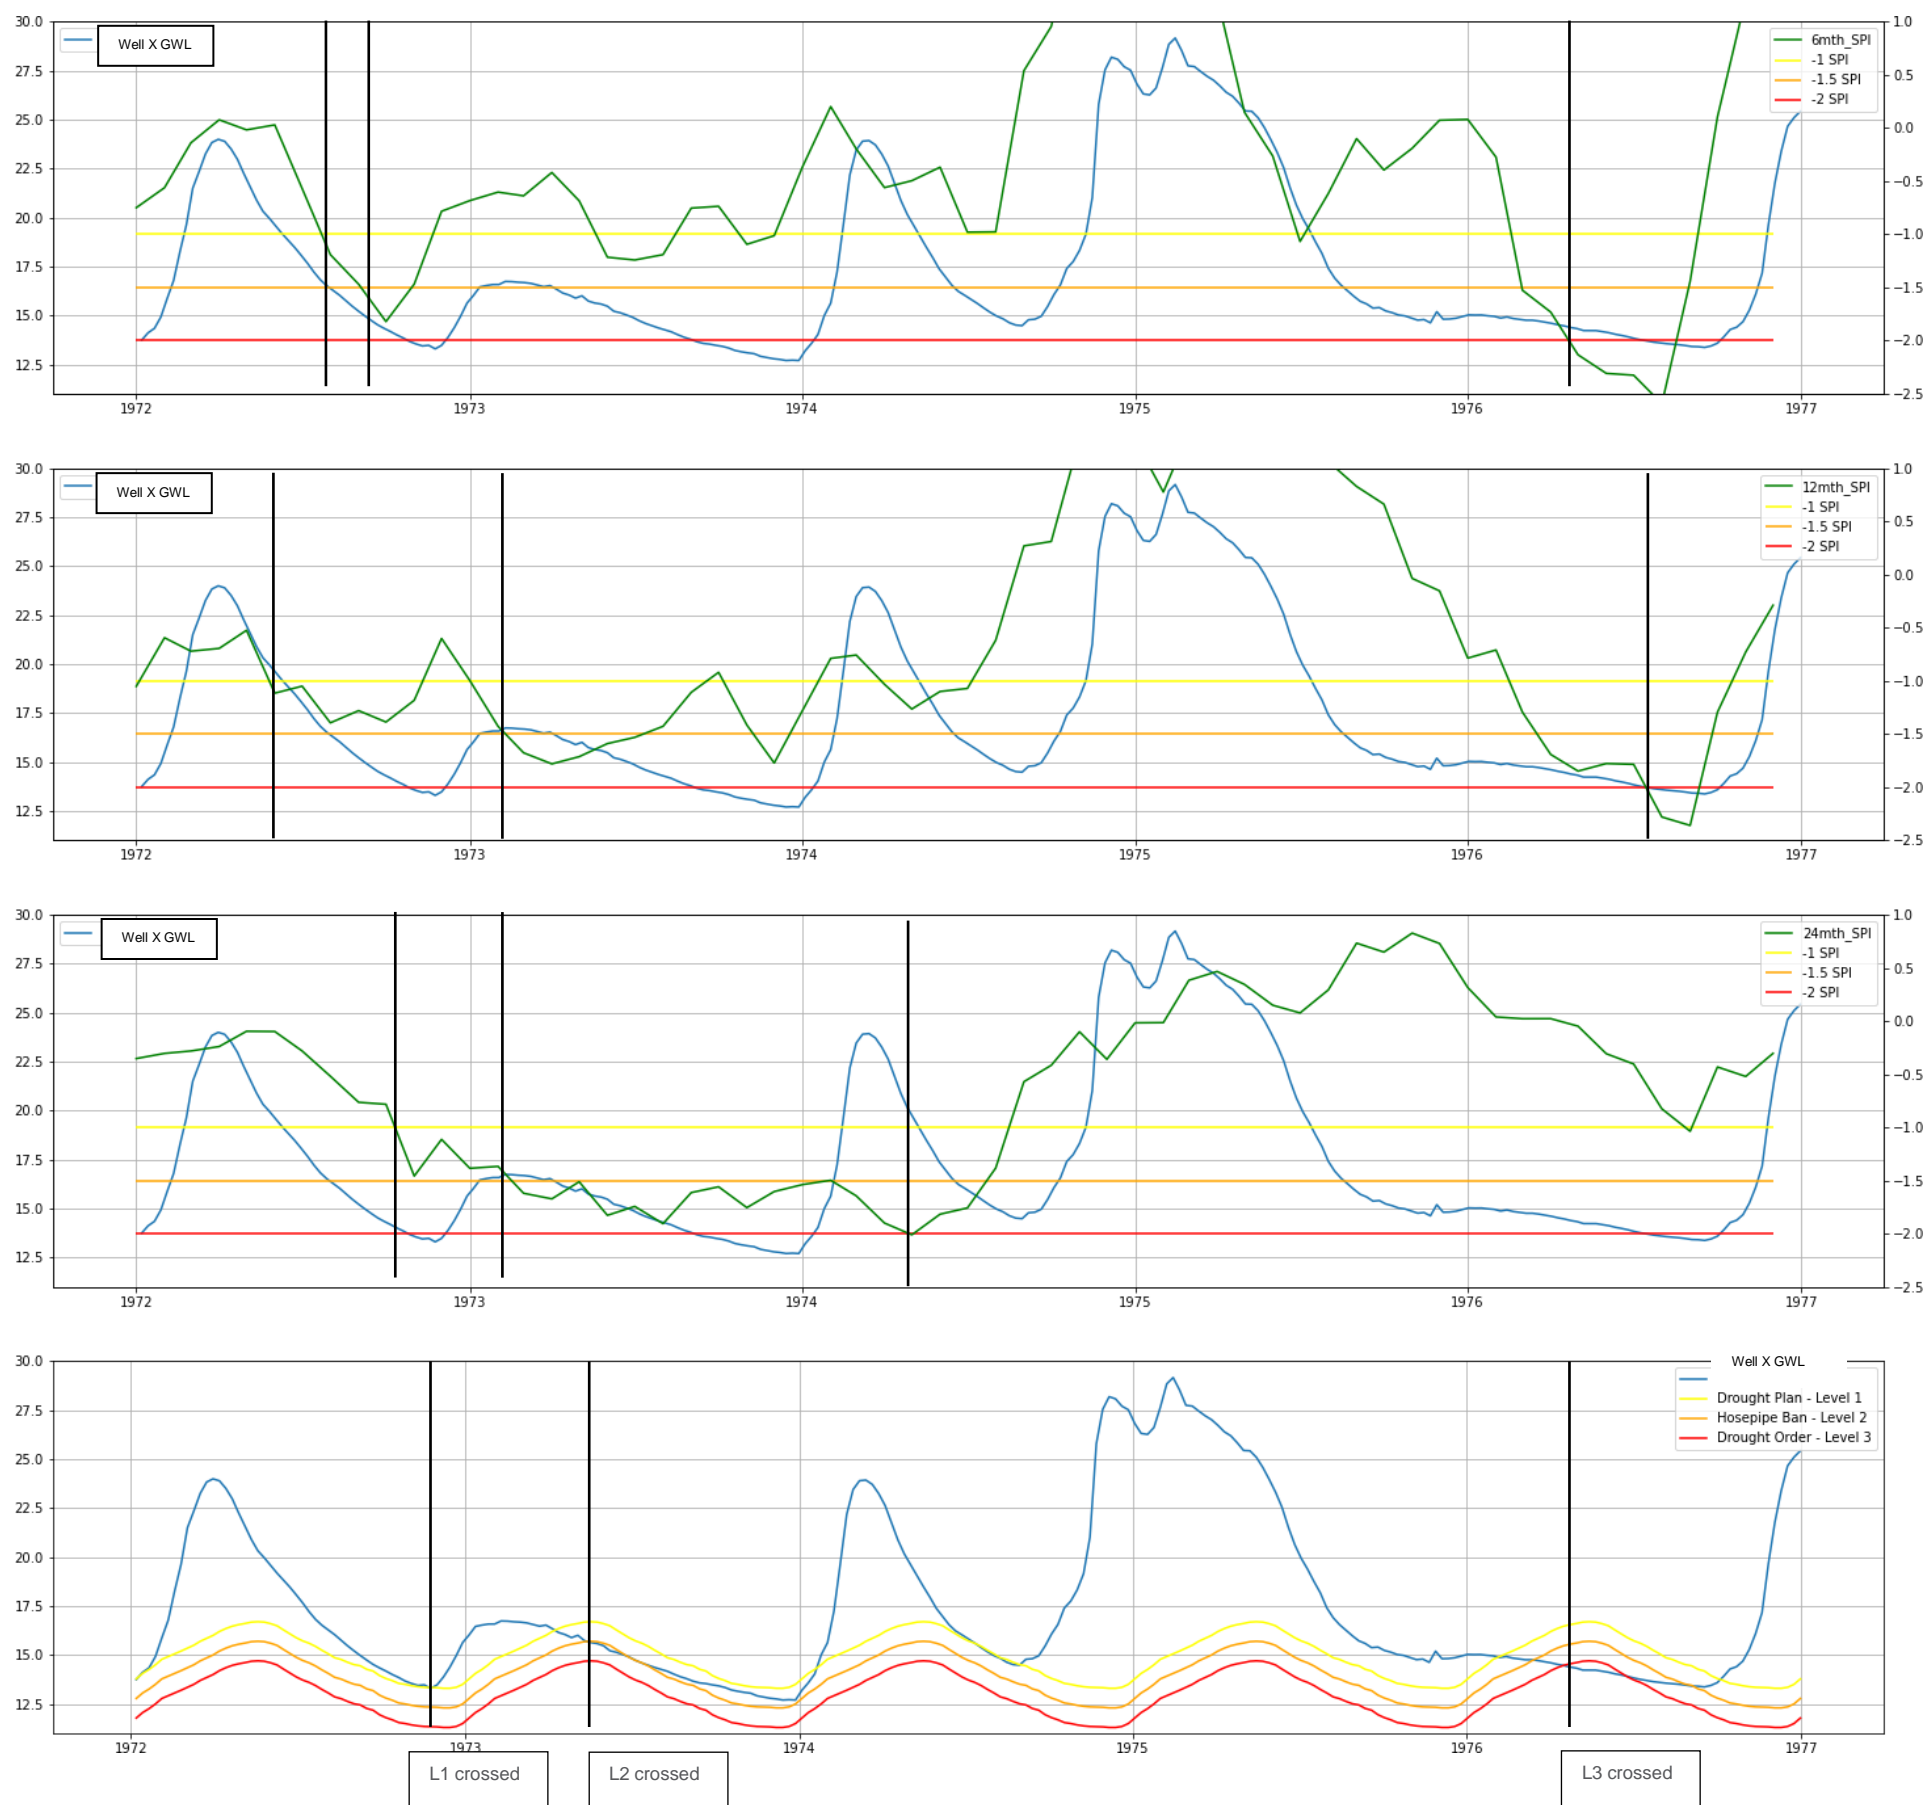 30.0
27.5
25.0
22.5
20.0
17.5
15.0
12.5
Well X GWL
6mth_SPI
-1 SPI
-1.5 SPI
-2 SPI
1.0
0.5
0.0
−0.5
−1.0
−1.5
−2.0
−2.5
1972 1973 1974 1975 1976 1977
30.0
27.5
25.0
22.5
20.0
17.5
15.0
12.5
Well X GWL
12mth_SPI
-1 SPI
-1.5 SPI
-2 SPI
1.0
0.5
0.0
−0.5
−1.0
−1.5
−2.0
−2.5
1972 1973 1974 1975 1976 1977
30.0
27.5
25.0
22.5
20.0
17.5
15.0
12.5
Well X GWL
24mth_SPI
-1 SPI
-1.5 SPI
-2 SPI
1.0
0.5
0.0
−0.5
−1.0
−1.5
−2.0
−2.5
1972 1973 1974 1975 1976 1977
30.0
27.5
25.0
22.5
20.0
17.5
15.0
12.5
Well X GWL
Drought Plan - Level 1
Hosepipe Ban - Level 2
Drought Order - Level 3
1972 1973 1974 1975 1976 1977
L1 crossed
L2 crossed
L3 crossed